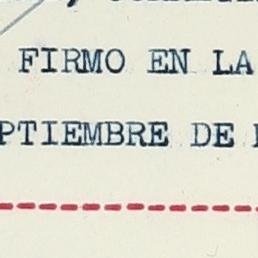 FIRMO EN LA
PTIEMBRE DE